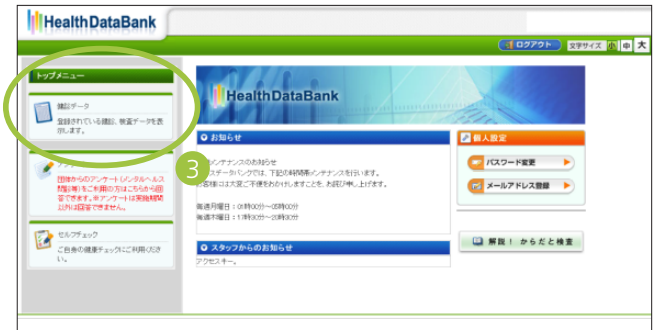 HealthDataBank
ログアウト 文字サイズ 小 中 大
トップメニュー
健診データ
登録されている健診、検査データを表
示します。
団体からのアンケート(メンタルヘルス
問診等)をご利用の方はこちらから回
答できます。※アンケートは実施期間
以外は回答できません。
セルフチェック
ご自身の健康チェックにご利用くださ
い。
HealthDataBank
お知らせ
3
メンテナンスのお知らせ
スデータバンクでは、下記の時間帯メンテナンスを行います。
お客様には大変ご不便をおかけしますことを、お詫び申し上げます。
毎週月曜日:01時00分~05時00分
毎週木曜日:17時30分~20時30分
スタッフからのお知らせ
アクセスキー。
個人設定
パスワード変更
メールアドレス登録
解説! からだと検査